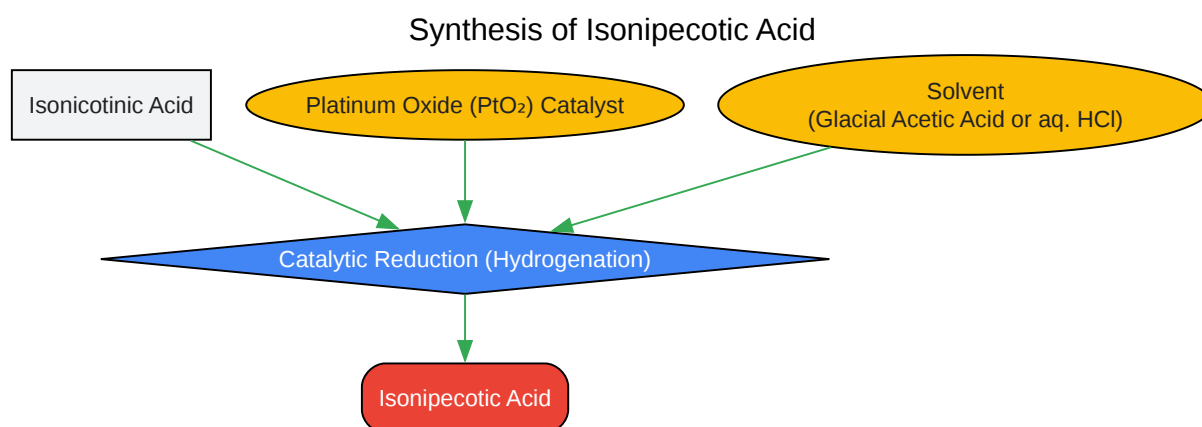 Synthesis of Isonipecotic Acid
Isonicotinic Acid
Platinum Oxide (PtO₂) Catalyst
Solvent
(Glacial Acetic Acid or aq. HCl)
Catalytic Reduction (Hydrogenation)
Isonipecotic Acid